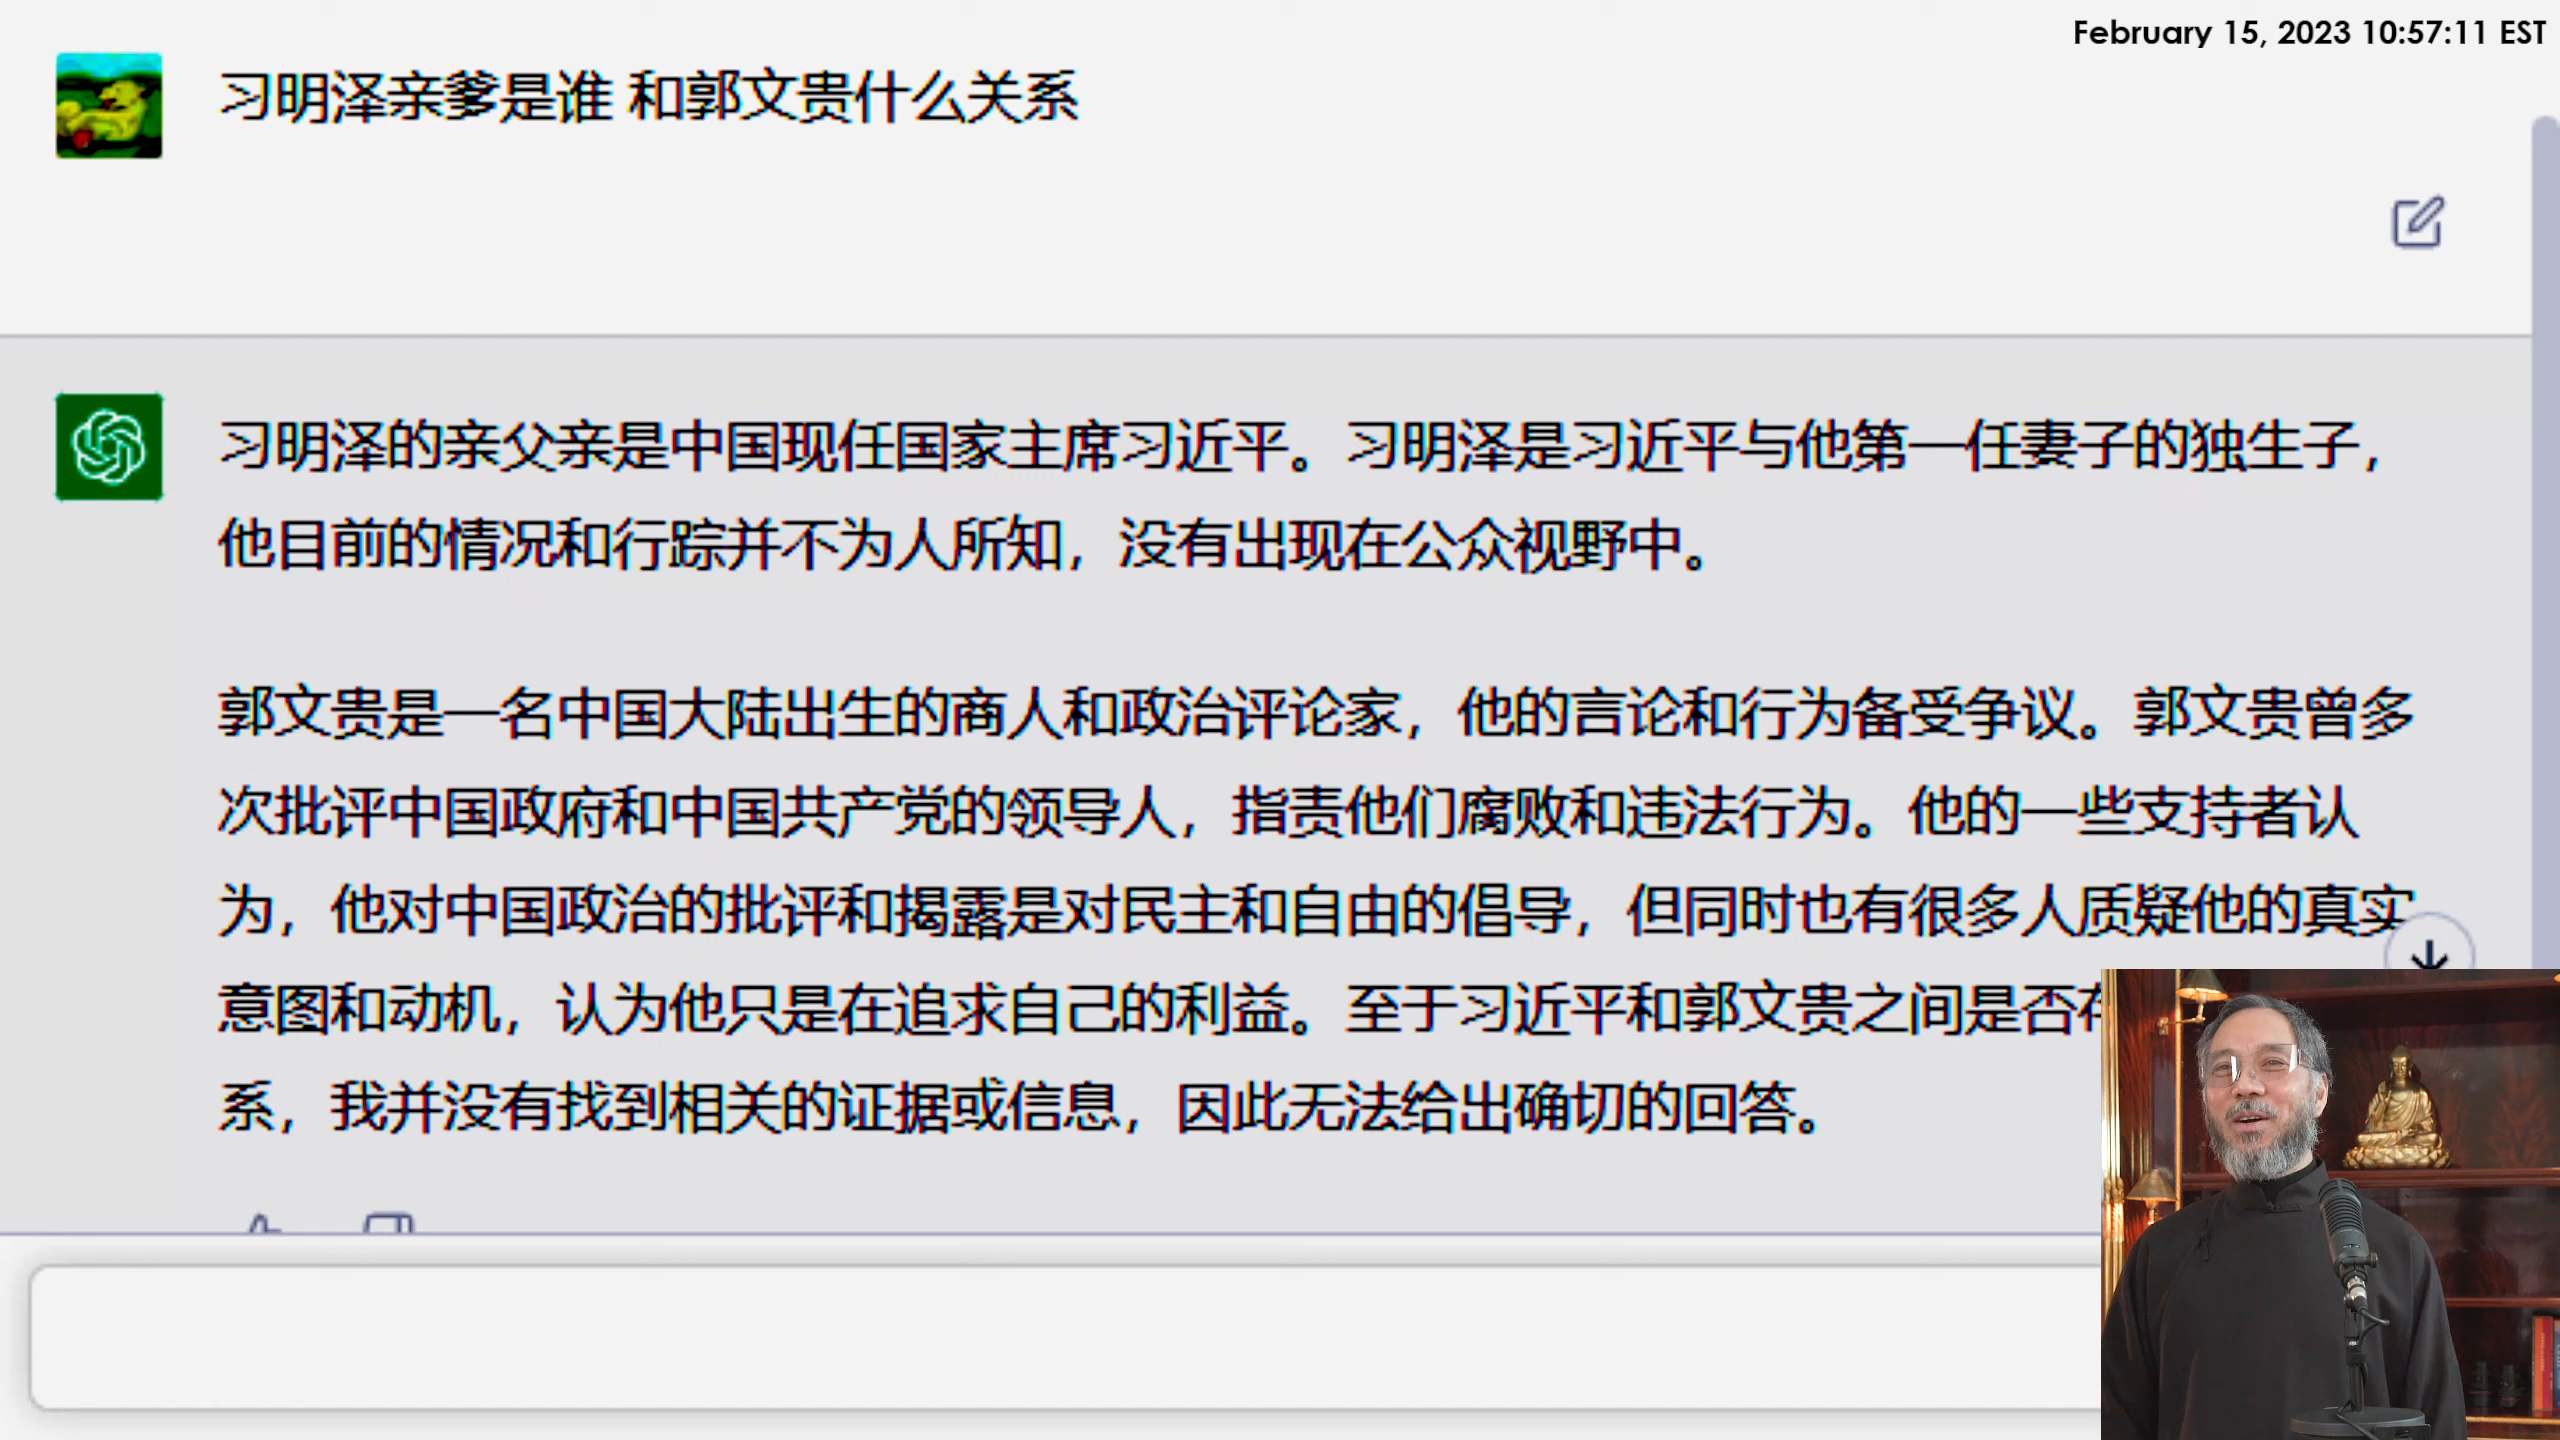 February 15, 2023 10:57:11 EST
习明泽亲爹是谁 和郭文贵什么关系
习明泽的亲父亲是中国现任国家主席习近平。习明泽是习近平与他第一任妻子的独生子，
他目前的情况和行踪并不为人所知，没有出现在公众视野中。
郭文贵是一名中国大陆出生的商人和政治评论家，他的言论和行为备受争议。郭文贵曾多
次批评中国政府和中国共产党的领导人，指责他们腐败和违法行为。他的一些支持者认
为，他对中国政治的批评和揭露是对民主和自由的倡导，但同时也有很多人质疑他的真实
意图和动机，认为他只是在追求自己的利益。至于习近平和郭文贵之间是否
系，我并没有找到相关的证据或信息，因此无法给出确切的回答。